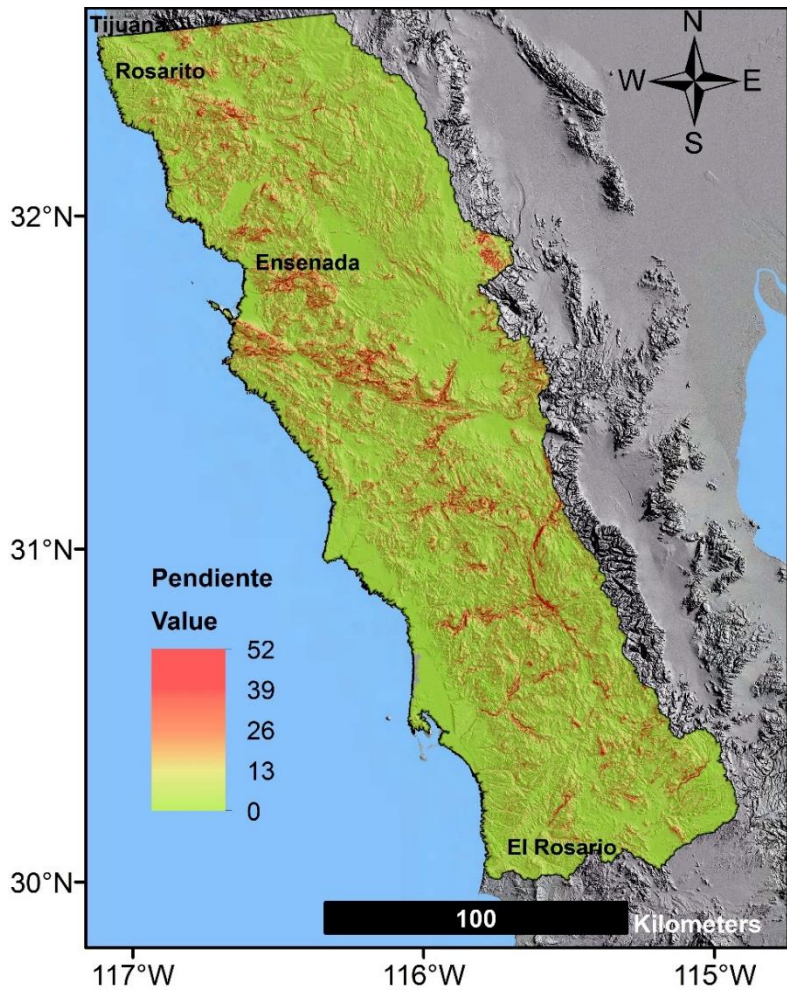 Tijuana
Rosarito
N
W E
S
32°N
Ensenada
31°N
Pendiente
Value
52
39
26
13
0
El Rosario
30°N
100 Kilometers
117°W 116°W 115°W